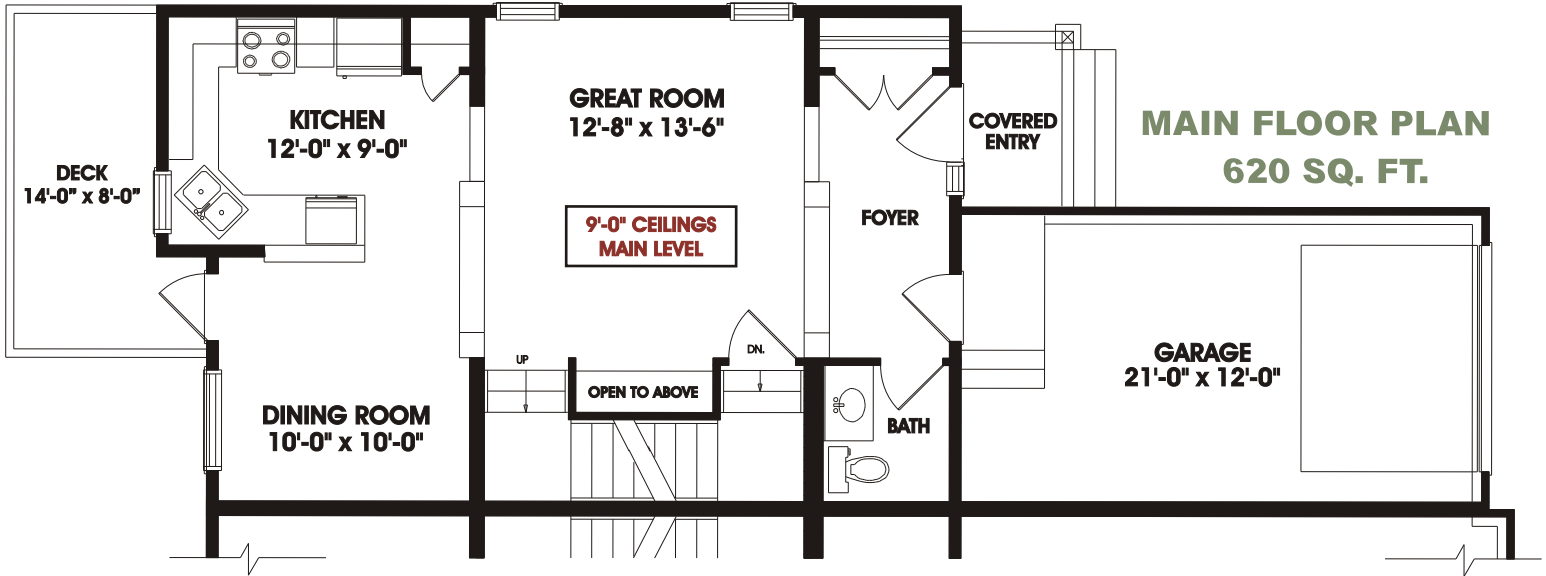 KITCHEN
12'-0" x 9'-0"
DECK
14'-0" x 8'-0"
GREAT ROOM
12'-8" x 13'-6"
COVERED
ENTRY
MAIN FLOOR PLAN
620 SQ. FT.
9'-0" CEILINGS
MAIN LEVEL
FOYER
UP
DN.
OPEN TO ABOVE
GARAGE
21'-0" x 12'-0"
DINING ROOM
10'-0" x 10'-0"
BATH